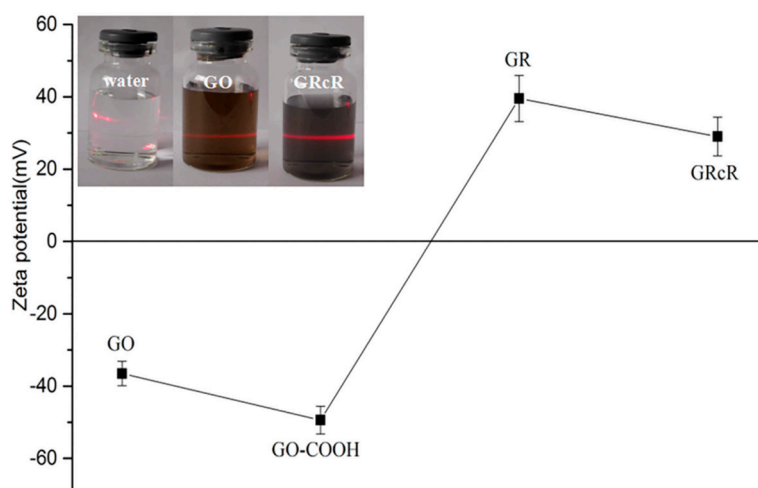 60
40
20
0
-20
-40
-60
Zeta potential(mV)
water GO GRcR
GO
GO-COOH
GR
GRcR